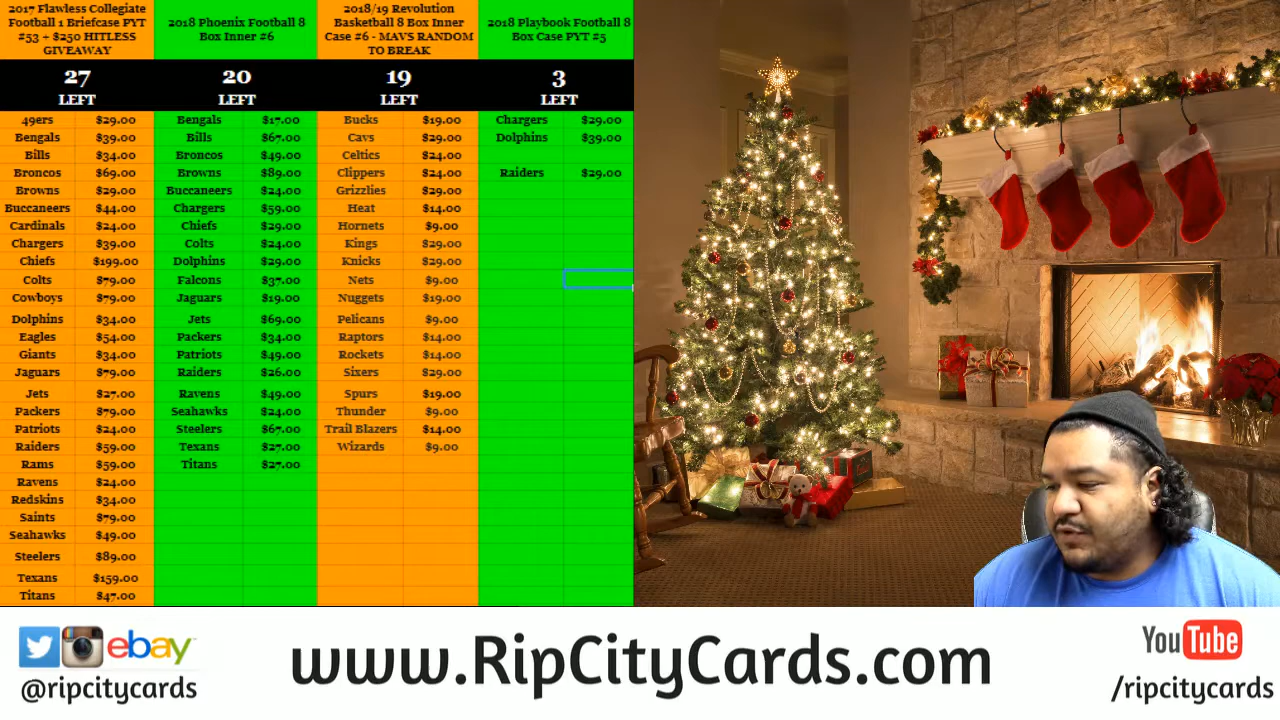 2017 Flawless Collegiate
Football 1 Briefcase PYT
#53 + $250 HITLESS
GIVEAWAY
27
LEFT
49ers $29.00
Bengals $39.00
Bills $34.00
Broncos $69.00
Browns $29.00
Buccaneers $44.00
Cardinals $24.00
Chargers $39.00
Chiefs $199.00
Colts $79.00
Cowboys $79.00
Dolphins $34.00
Eagles $54.00
Giants $34.00
Jaguars $79.00
Jets $27.00
Packers $79.00
Patriots $24.00
Raiders $59.00
Rams $59.00
Ravens $24.00
Redskins $34.00
Saints $79.00
Seahawks $49.00
Steelers $89.00
Texans $159.00
Titans $47.00
2018 Phoenix Football 8
Box Inner #6
20
LEFT
Bengals $17.00
Bills $67.00
Broncos $49.00
Browns $89.00
Buccaneers $24.00
Chargers $59.00
Chiefs $29.00
Colts $24.00
Dolphins $29.00
Falcons $37.00
Jaguars $19.00
Jets $69.00
Packers $34.00
Patriots $49.00
Raiders $26.00
Ravens $49.00
Seahawks $24.00
Steelers $67.00
Texans $27.00
Titans $27.00
2018/19 Revolution
Basketball 8 Box Inner
Case #6 - MAVS RANDOM
TO BREAK
19
LEFT
Bucks $19.00
Cavs $29.00
Celtics $24.00
Clippers $24.00
Grizzlies $29.00
Heat $14.00
Hornets $9.00
Kings $29.00
Knicks $29.00
Nets $9.00
Nuggets $19.00
Pelicans $9.00
Raptors $14.00
Rockets $14.00
Sixers $29.00
Spurs $19.00
Thunder $9.00
Trail Blazers $14.00
Wizards $9.00
2018 Playbook Football 8
Box Case PYT #5
3
LEFT
Chargers $29.00
Dolphins $39.00
Raiders $29.00
ebay
@ripcitycards
www.RipCityCards.com
YouTube
/ripcitycards